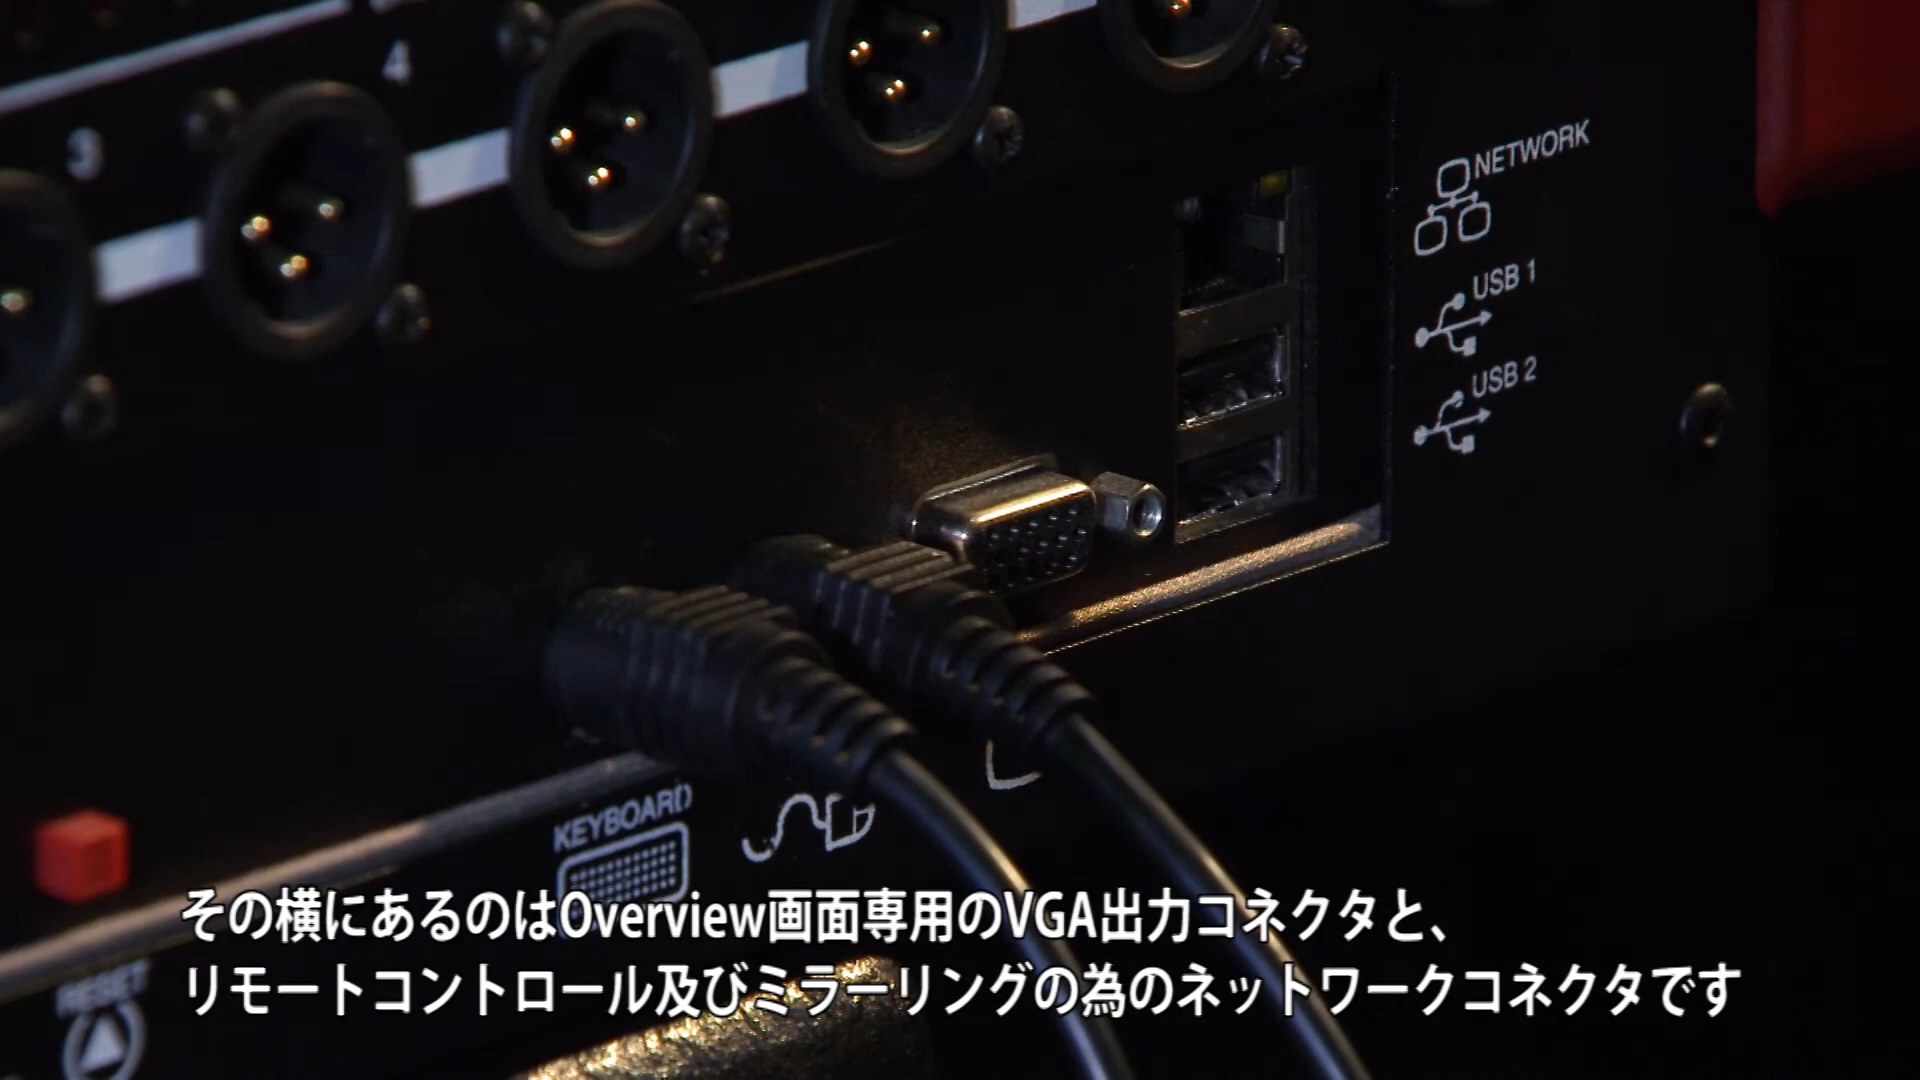 4
3
NETWORK
USB 1
USB 2
KEYBOARD
RESET
その横にあるのはOverview画面専用のVGA出力コネクタと、
リモートコントロール及びミラーリングの為のネットワークコネクタです